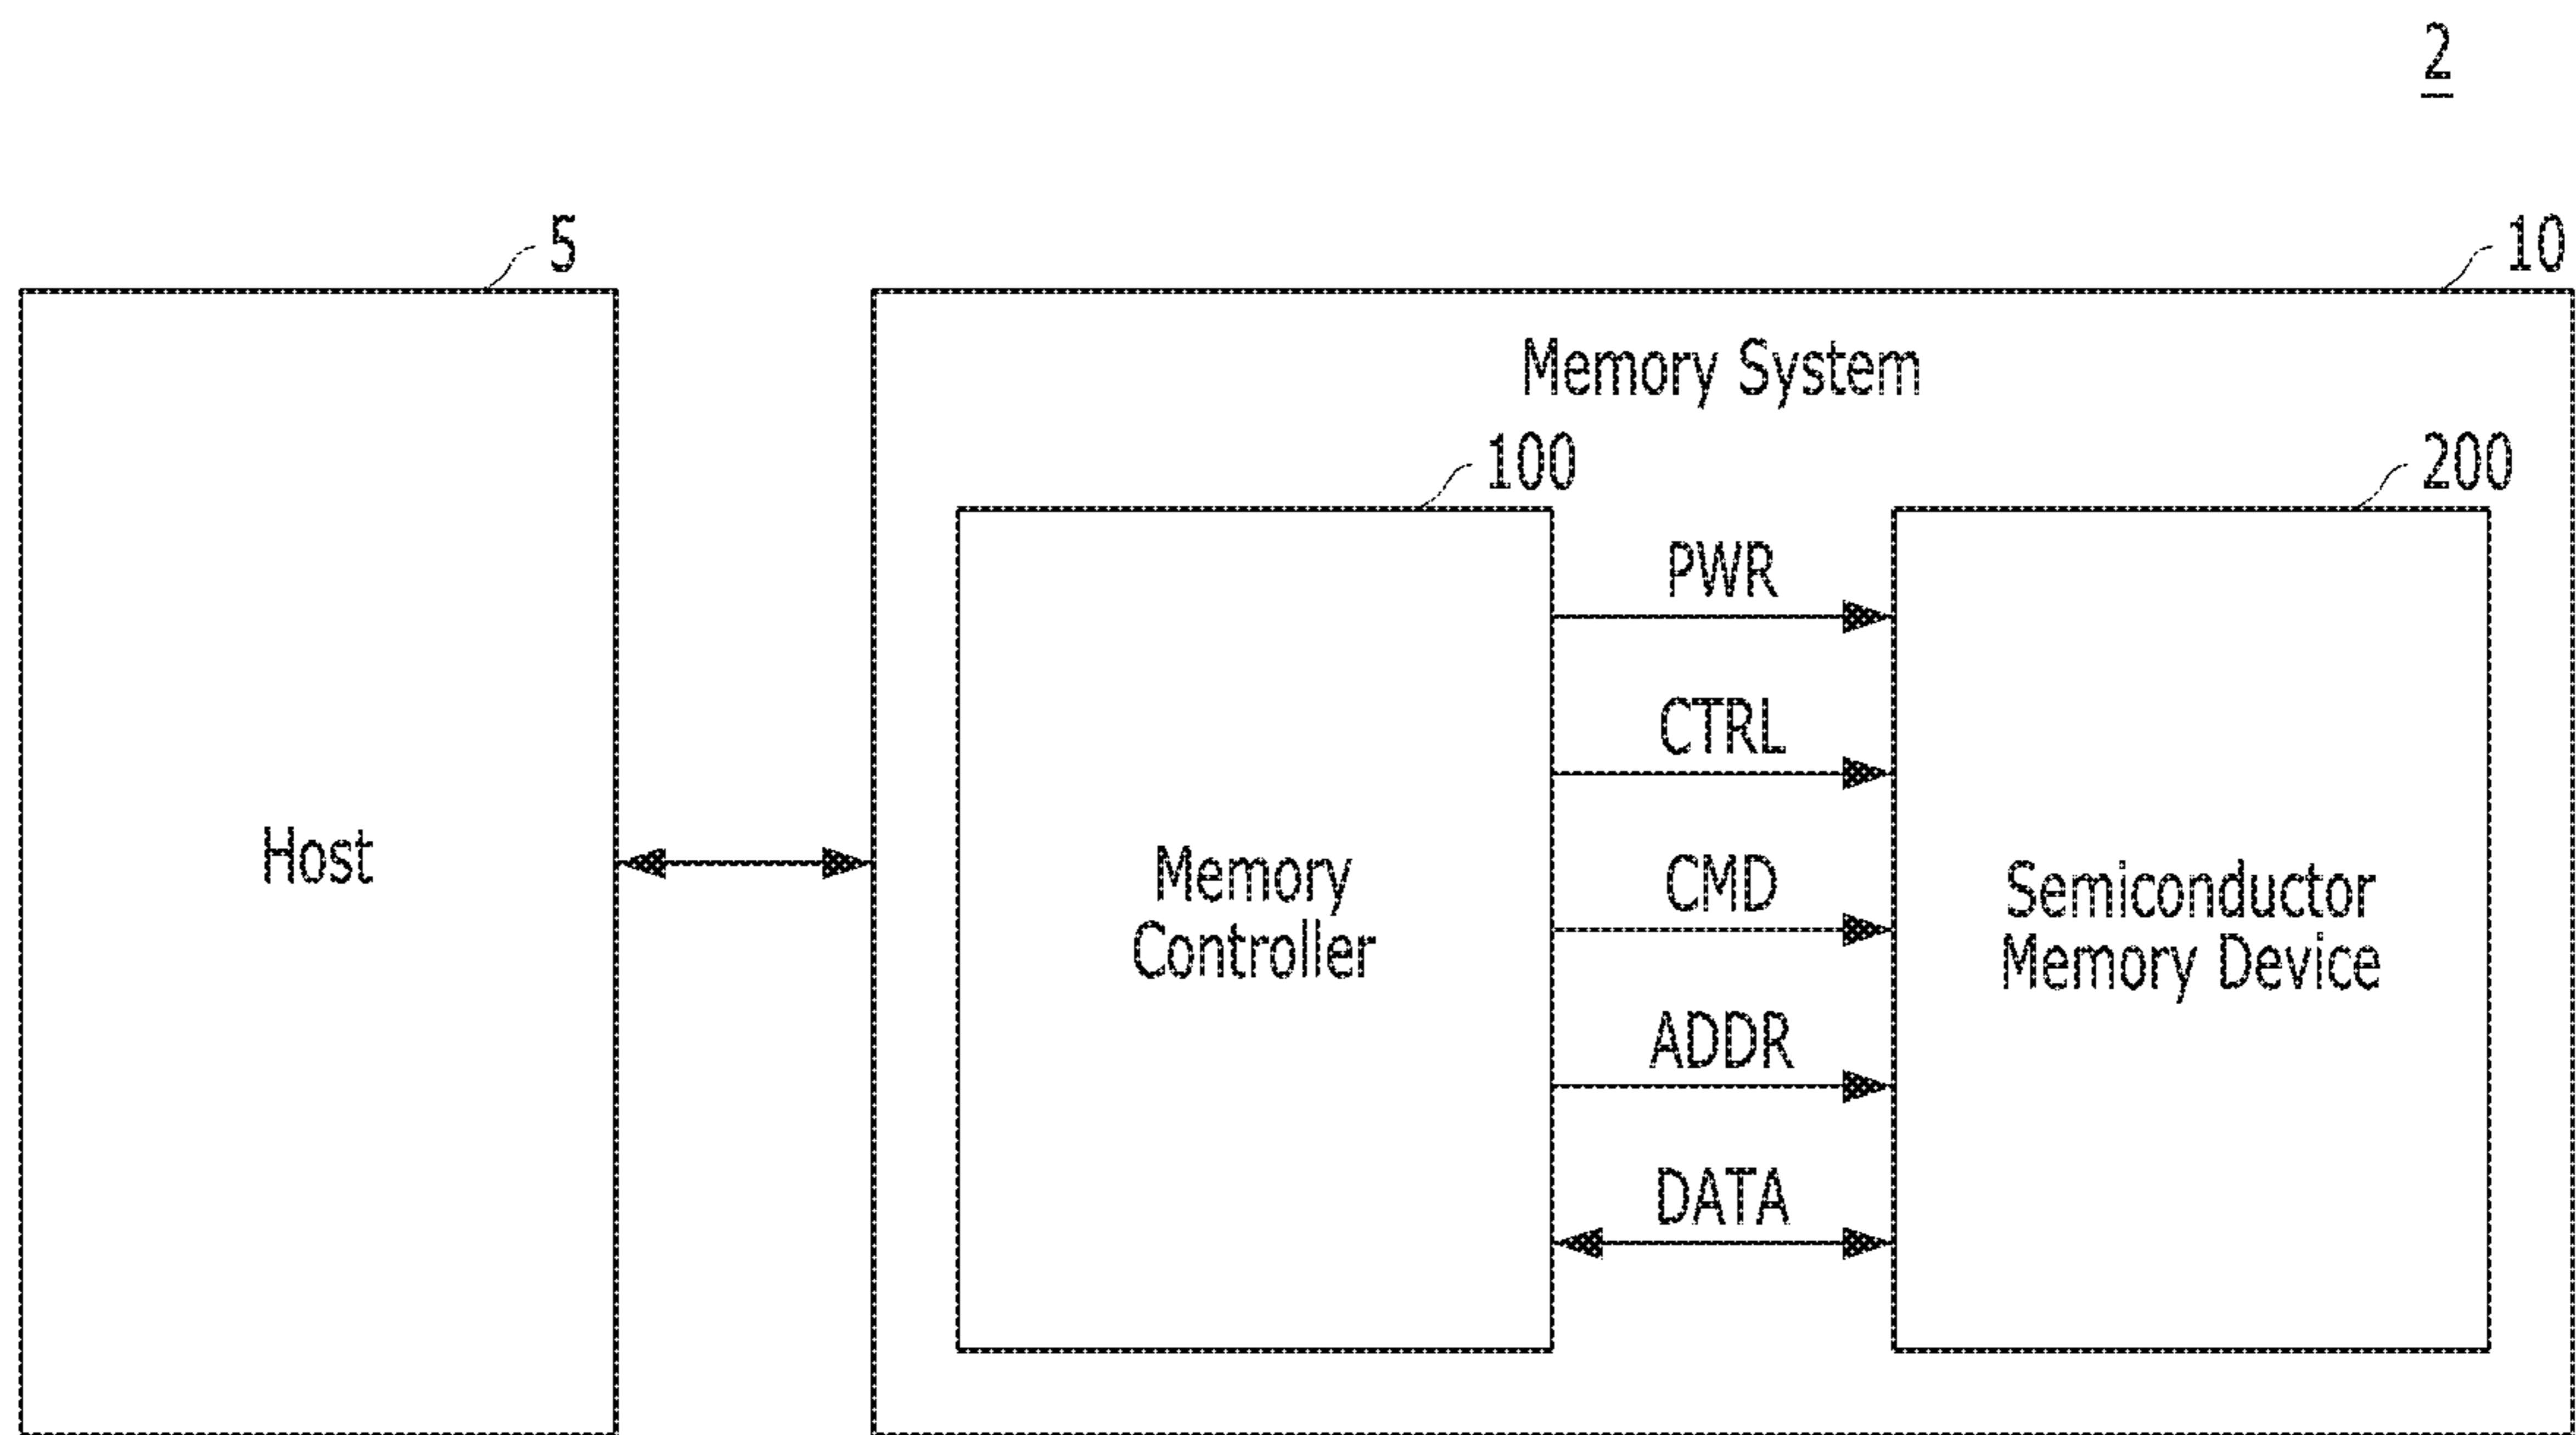 2
5
10
Memory System
100
200
PWR
CTRL
Host
Memory
Controller
CMD
Semiconductor
Memory Device
ADDR
DATA